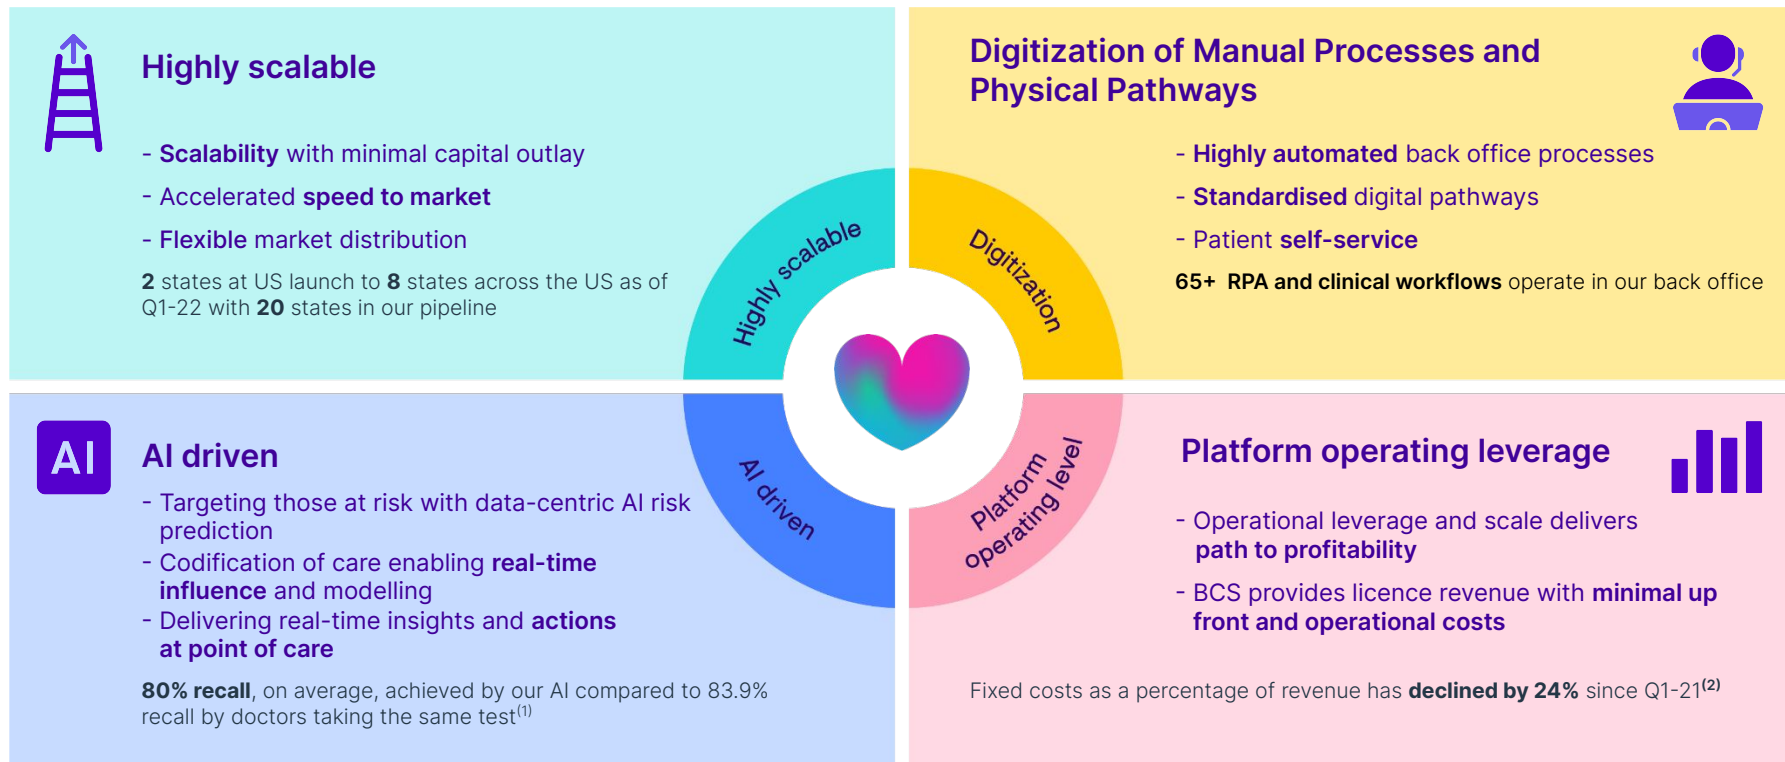 Highly scalable
- Scalability with minimal capital outlay
- Accelerated speed to market
- Flexible market distribution
2 states at US launch to 8 states across the US as of
Q1-22 with 20 states in our pipeline
Digitization of Manual Processes and
Physical Pathways
- Highly automated back office processes
- Standardised digital pathways
- Patient self-service
65+ RPA and clinical workflows operate in our back office
Highly scalable
Digitization
AI driven
Platform
operating level
AI
AI driven
- Targeting those at risk with data-centric AI risk
prediction
- Codification of care enabling real-time
influence and modelling
- Delivering real-time insights and actions
at point of care
80% recall, on average, achieved by our AI compared to 83.9%
recall by doctors taking the same test(1)
Platform operating leverage
- Operational leverage and scale delivers
path to profitability
- BCS provides licence revenue with minimal up
front and operational costs
Fixed costs as a percentage of revenue has declined by 24% since Q1-21(2)